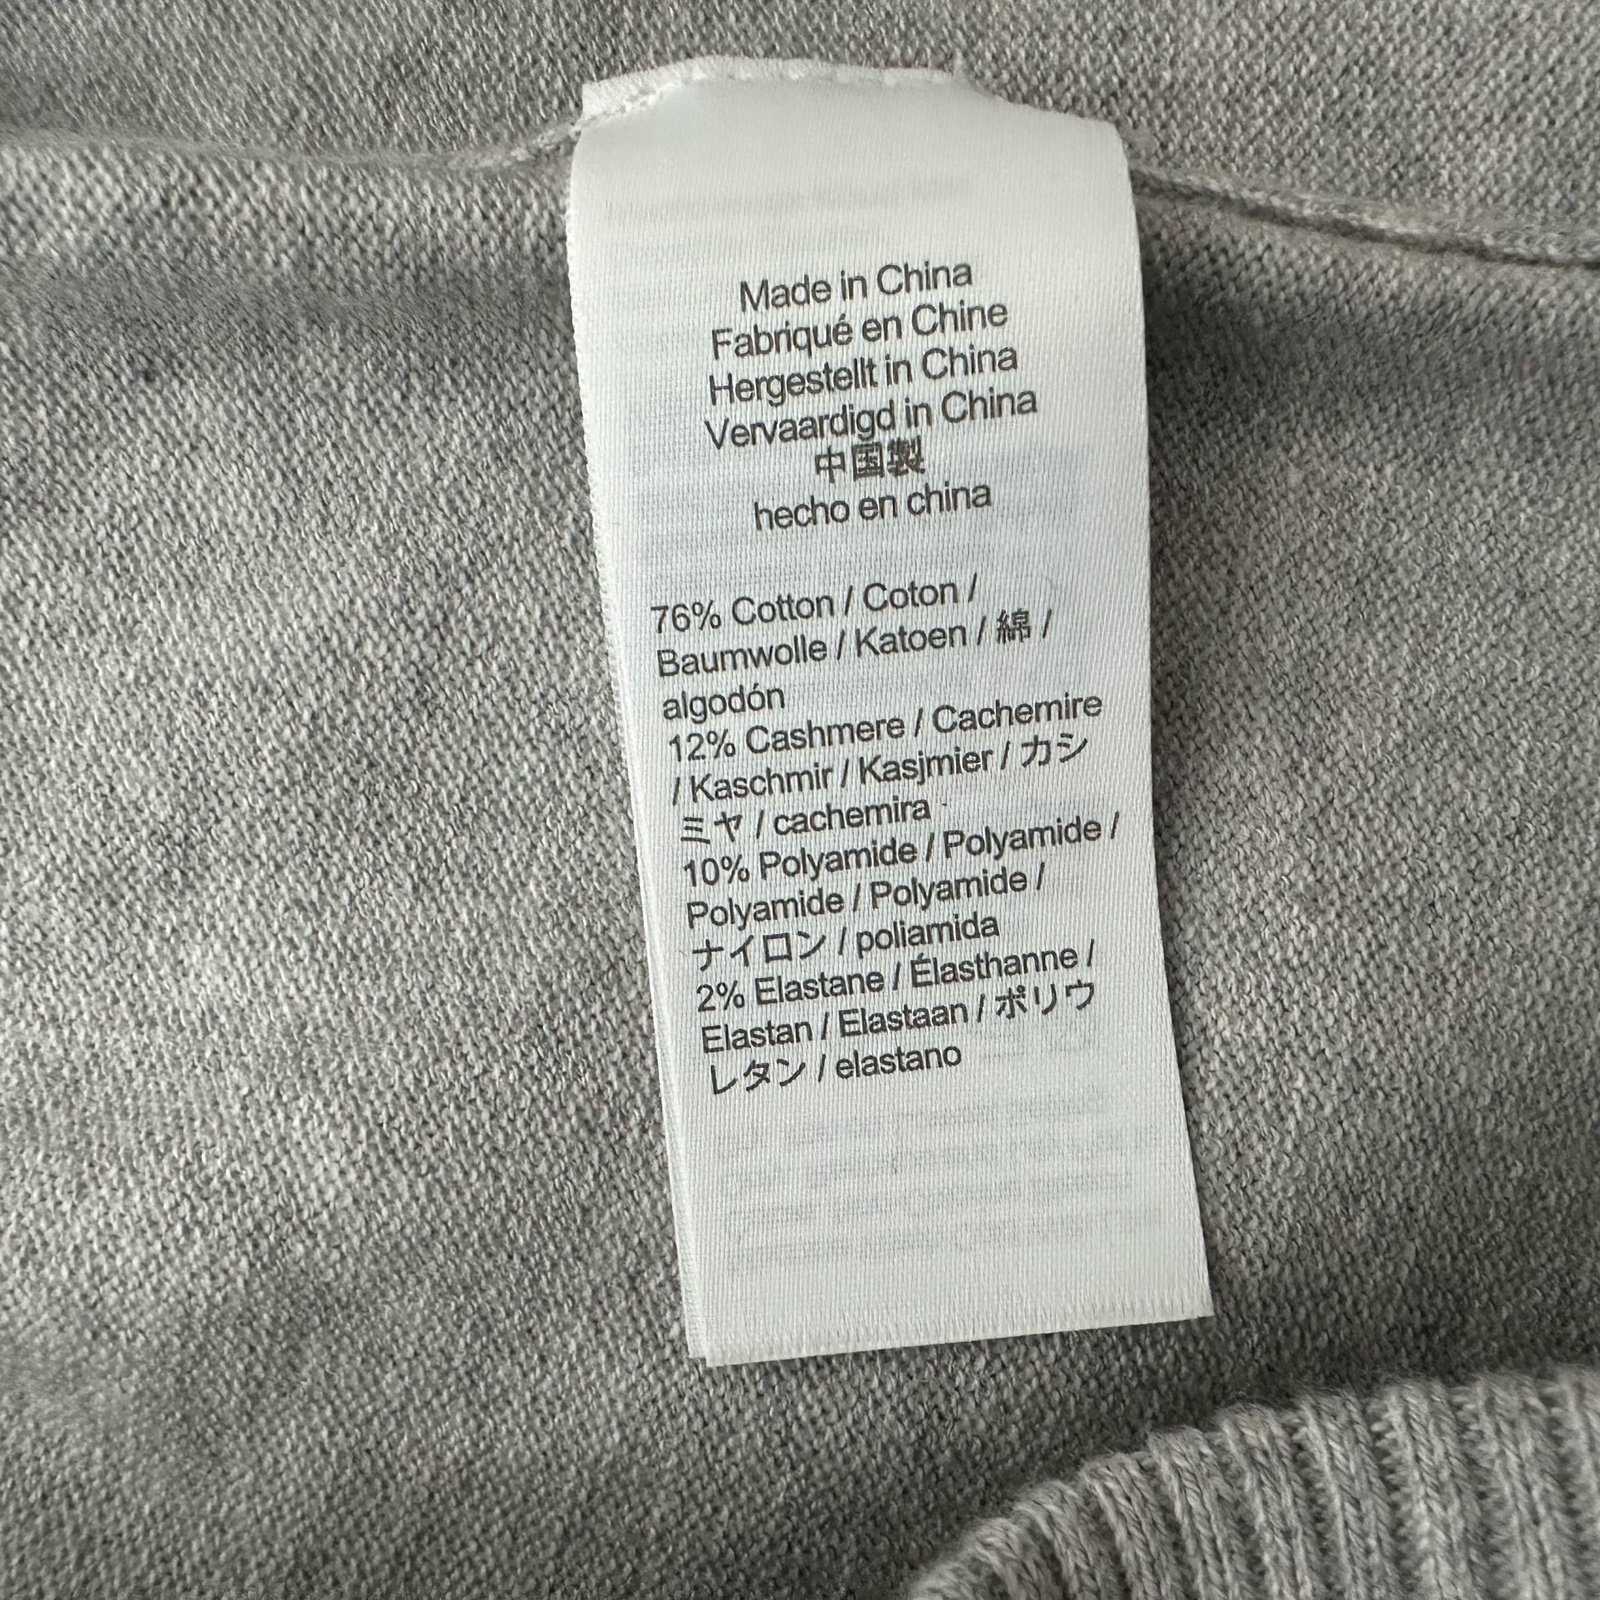 Made in China
Fabriqué en Chine
Hergestellt in China
Vervaardigd in China
中国製
hecho en china
76% Cotton / Coton /
Baumwolle / Katoen / 綿 /
algodón
12% Cashmere / Cachemire
/ Kaschmir / Kasjmier / カシ
ミヤ / cachemira
10% Polyamide / Polyamide /
Polyamide / Polyamide /
ナイロン / poliamida
2% Elastane / Élasthanne /
Elastan / Elastaan / ポリウ
レタン / elastano